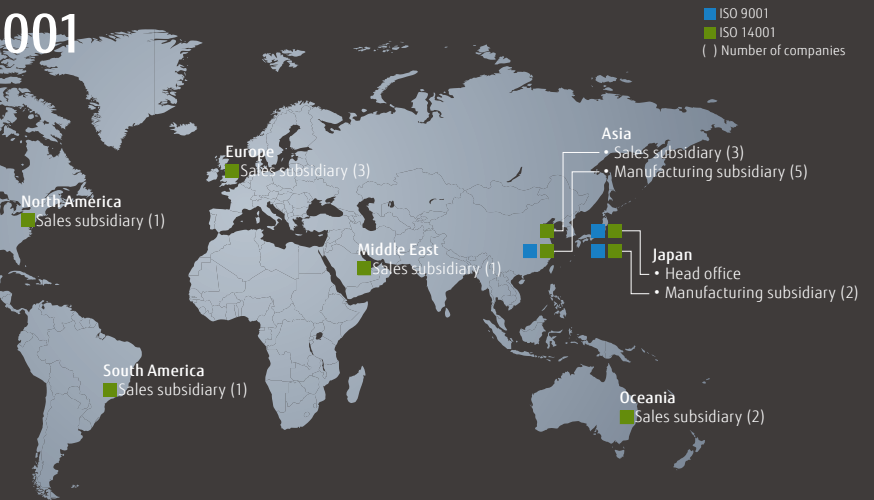 001
ISO 9001
ISO 14001
( ) Number of companies
Asia
• Sales subsidiary (3)
• Manufacturing subsidiary (5)
Europe
Sales subsidiary (3)
North America
Sales subsidiary (1)
Middle East
Sales subsidiary (1)
Japan
• Head office
• Manufacturing subsidiary (2)
South America
Sales subsidiary (1)
Oceania
Sales subsidiary (2)